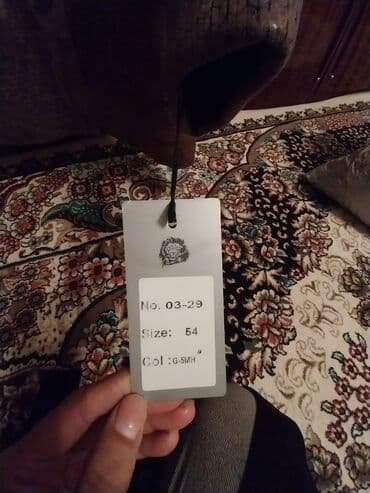 No. 03-29
Size: 54
Col :G-5MH#